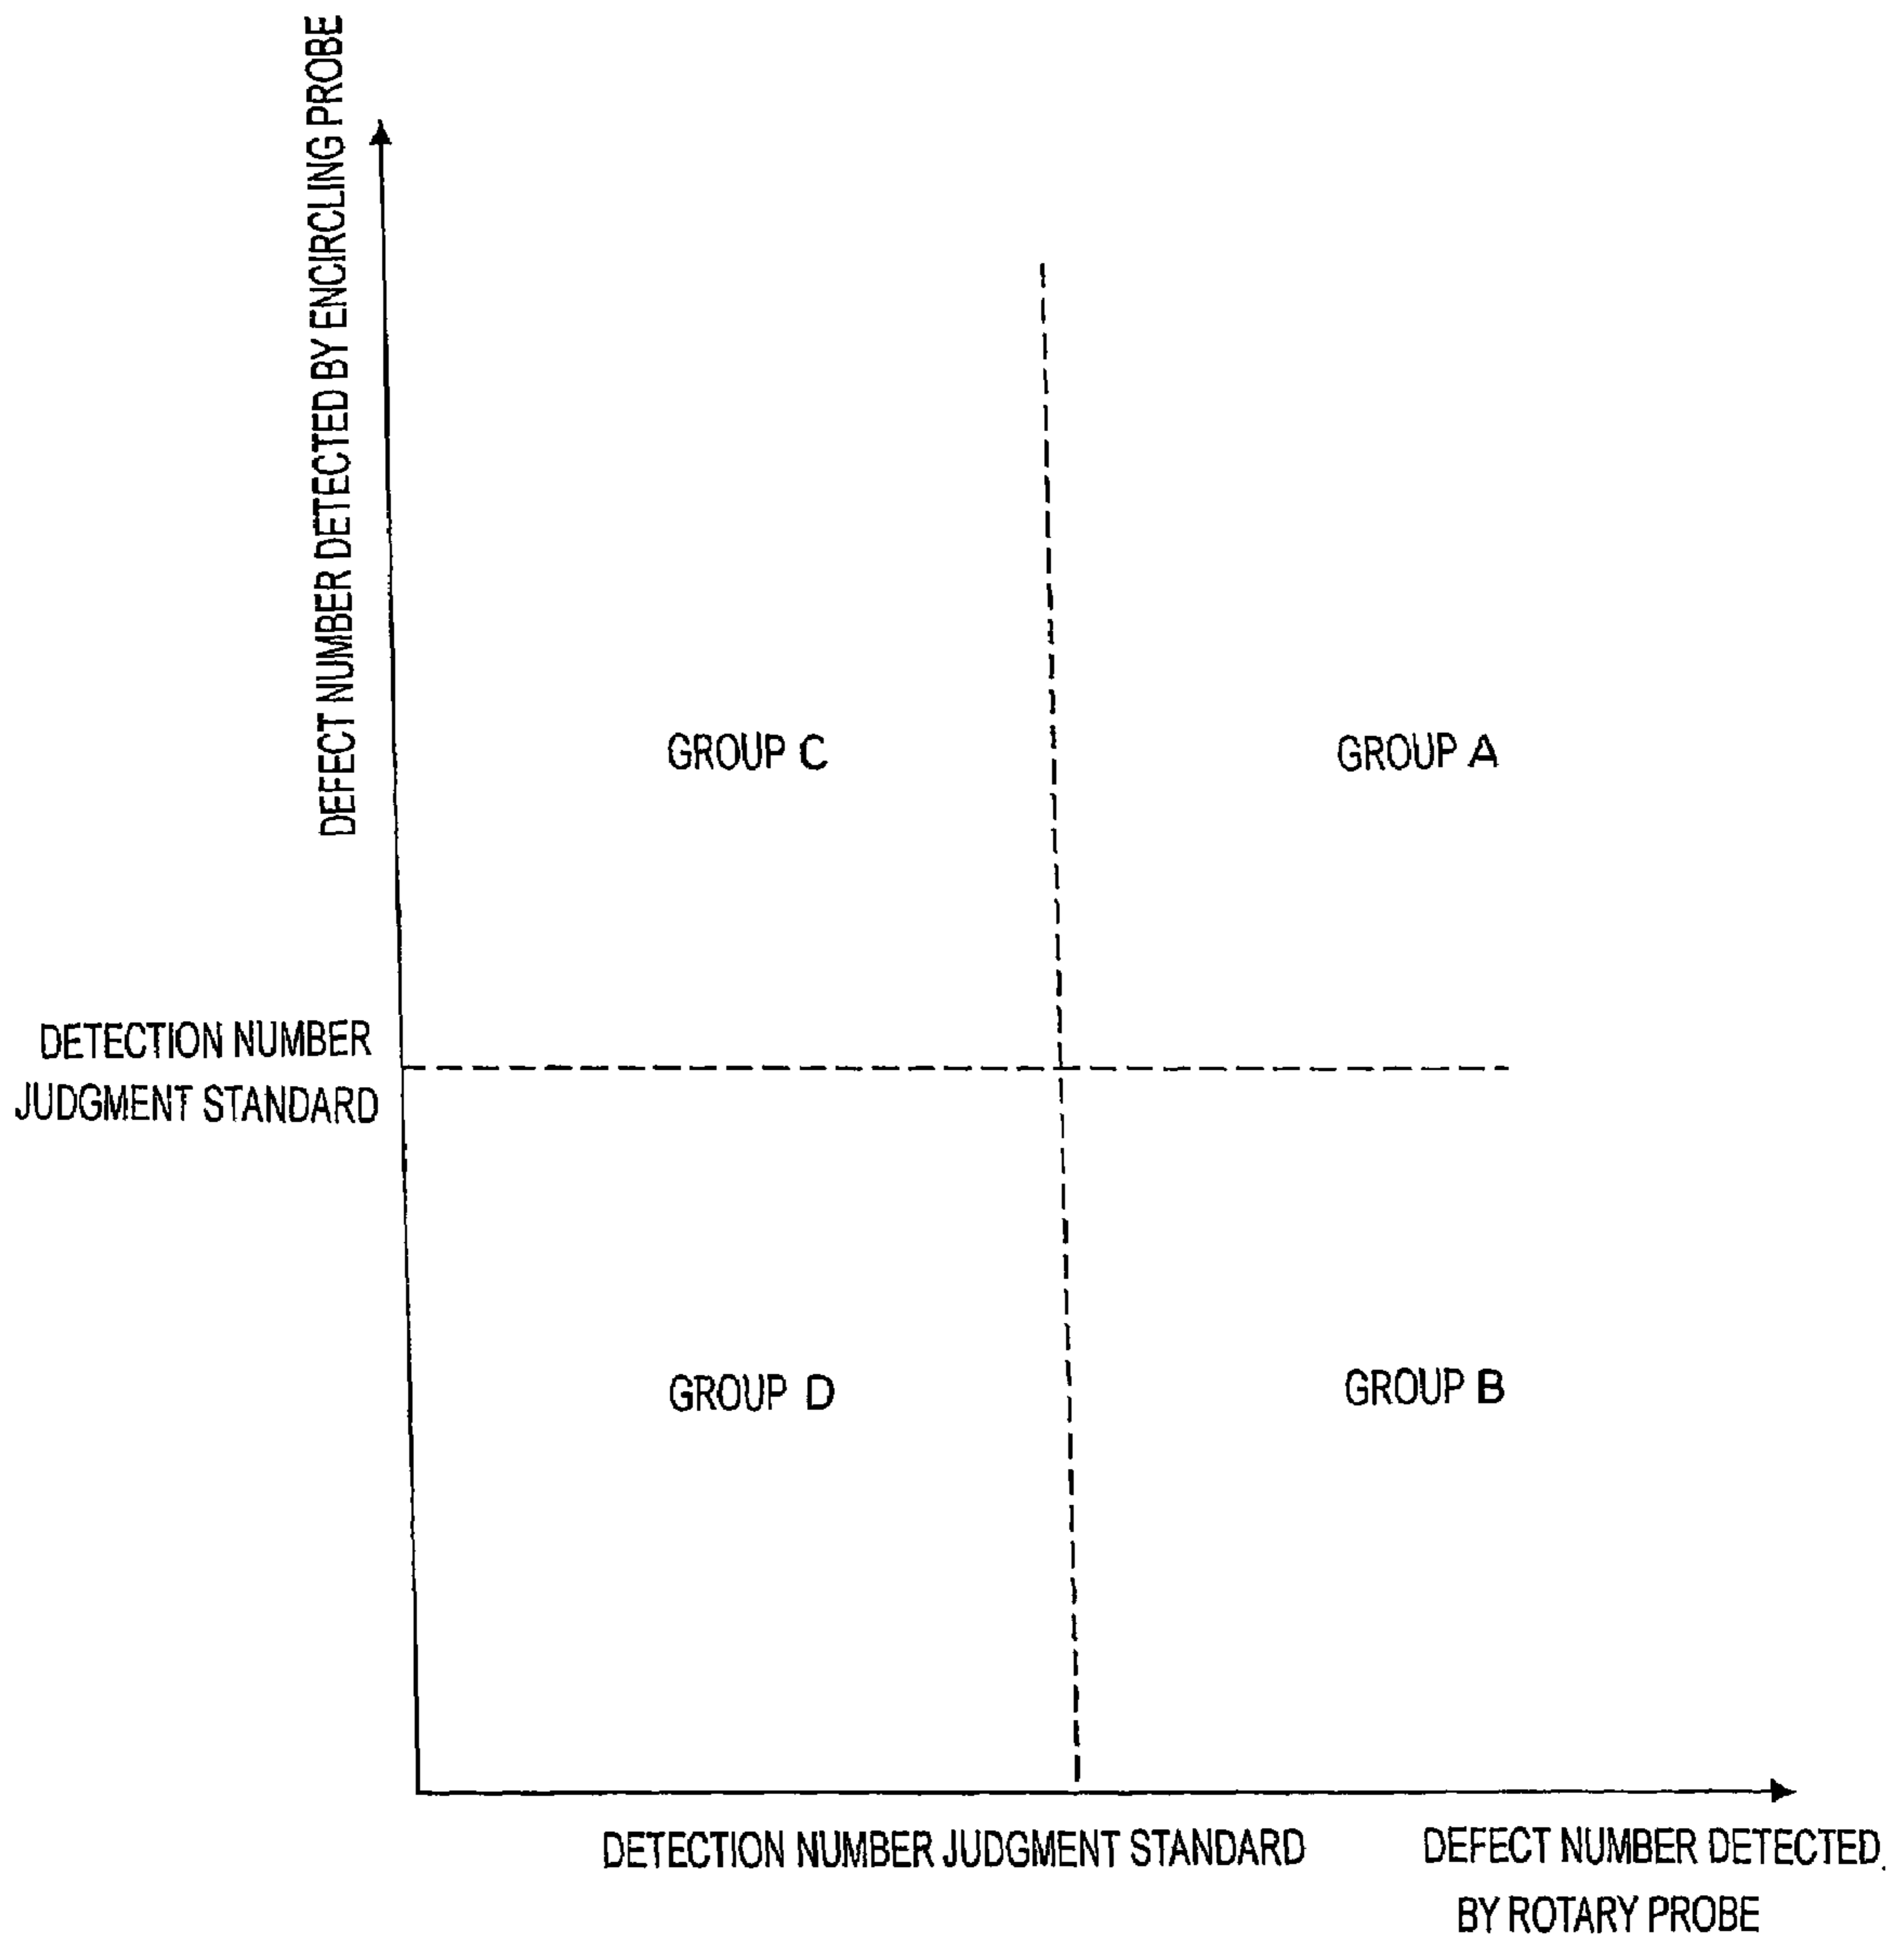 DEFECT NUMBER DETECTED BY ENCIRCLING PROBE
GROUP C
GROUP A
DETECTION NUMBER
JUDGMENT STANDARD
GROUP D
GROUP B
DETECTION NUMBER JUDGMENT STANDARD
DEFECT NUMBER DETECTED
BY ROTARY PROBE